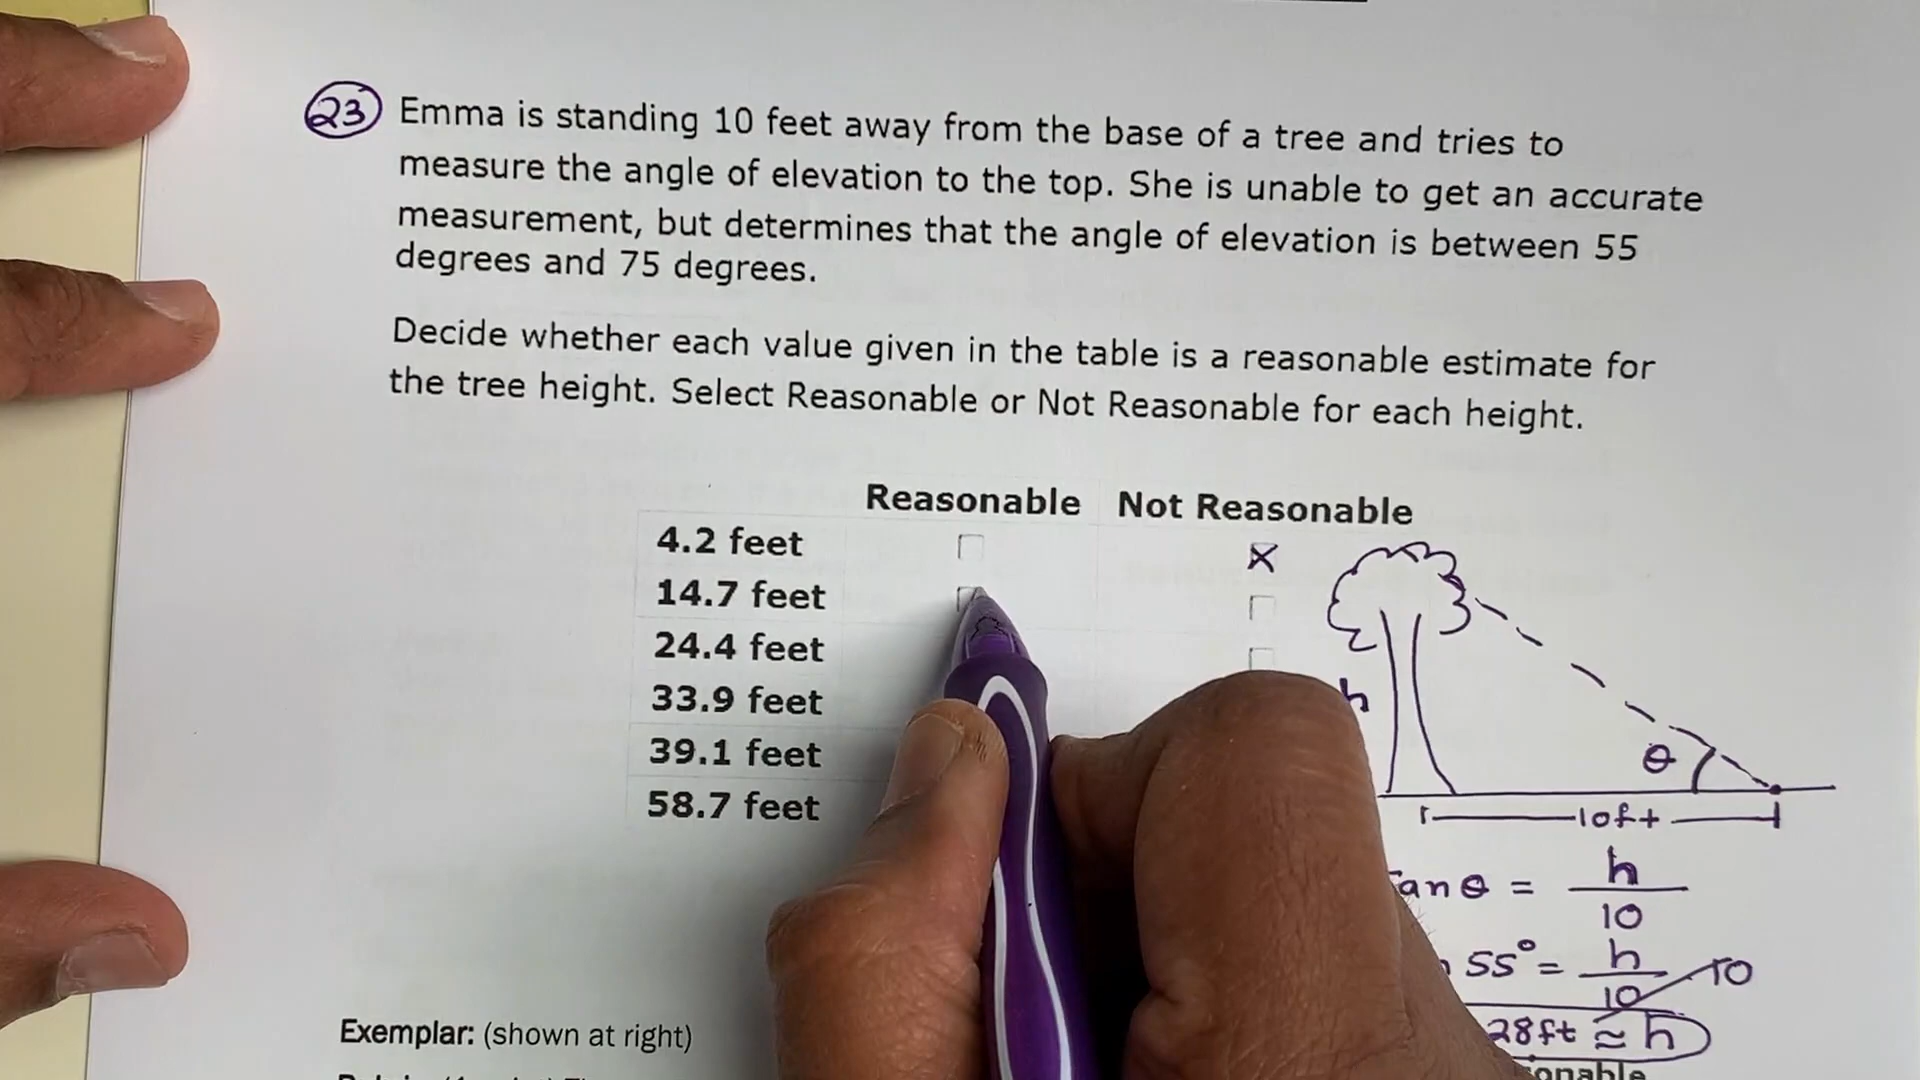 23 Emma is standing 10 feet away from the base of a tree and tries to
measure the angle of elevation to the top. She is unable to get an accurate
measurement, but determines that the angle of elevation is between 55
degrees and 75 degrees.
Decide whether each value given in the table is a reasonable estimate for
the tree height. Select Reasonable or Not Reasonable for each height.
Reasonable Not Reasonable
4.2 feet X
14.7 feet
24.4 feet
33.9 feet
39.1 feet
58.7 feet
h
θ
10ft
tan θ = h/10
55° = h/10 10
28ft ≈ h
Exemplar: (shown at right)